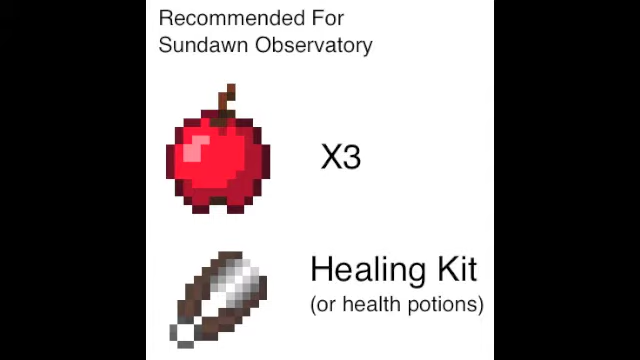 Recommended For
Sundawn Observatory
X3
Healing Kit
(or health potions)